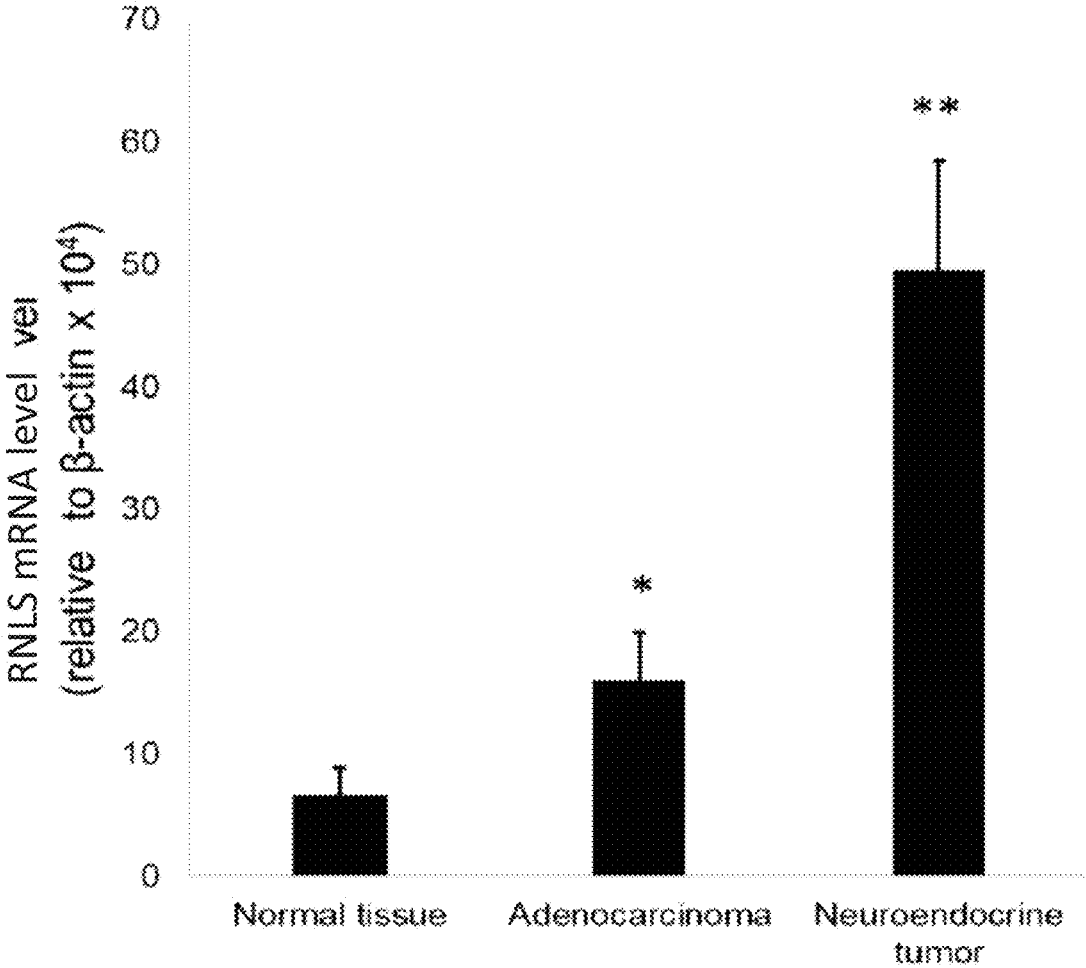 RNLS mRNA level vel
(relative to β-actin x 10⁴)
70
60
50
40
30
20
10
0
*
**
Normal tissue
Adenocarcinoma
Neuroendocrine
tumor